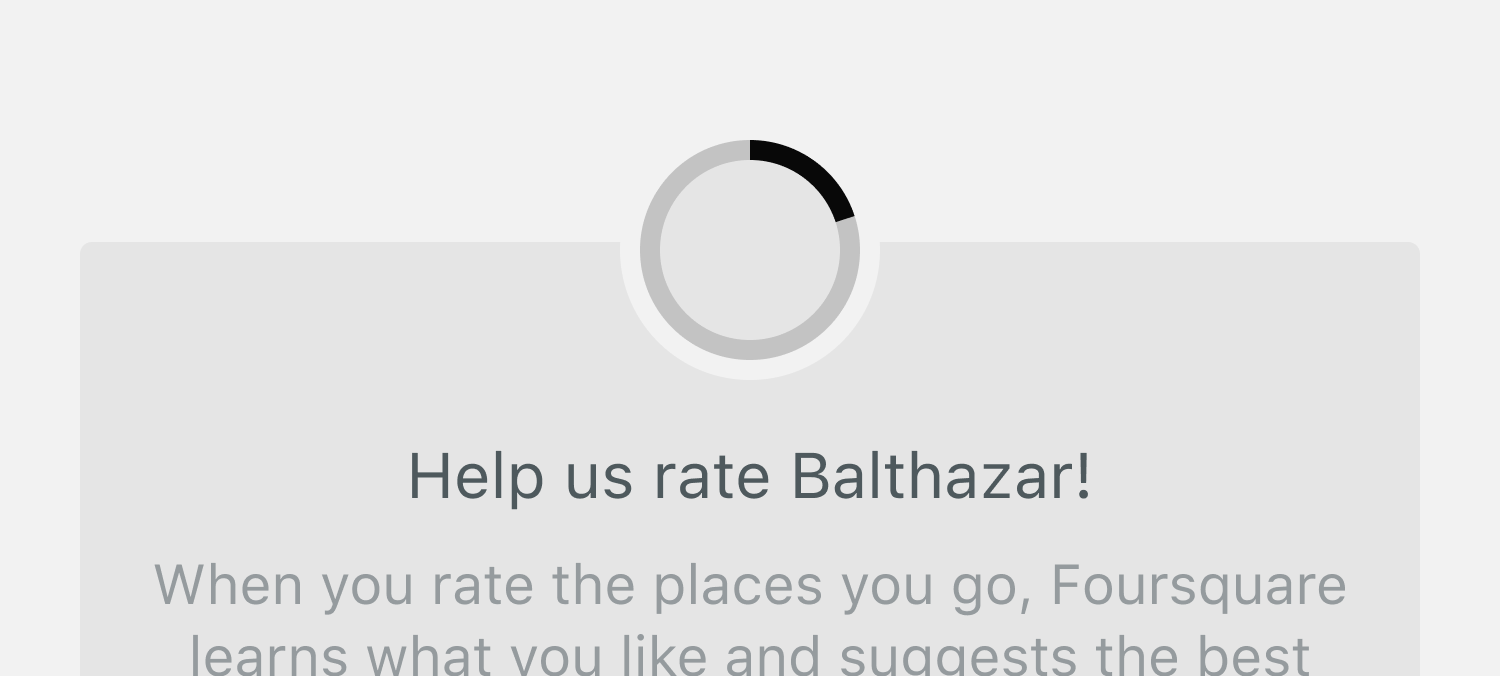 Help us rate Balthazar!
When you rate the places you go, Foursquare
learns what you like and suggests the best